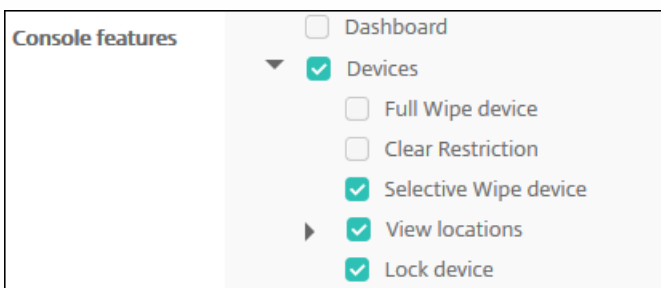 Console features
Dashboard
Devices
Full Wipe device
Clear Restriction
Selective Wipe device
View locations
Lock device